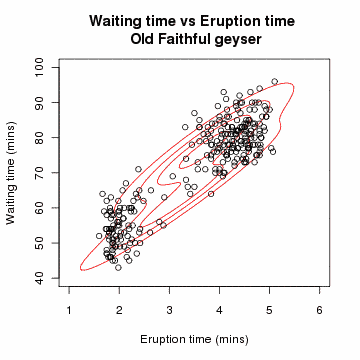 Waiting time vs Eruption time
Old Faithful geyser
Waiting time (mins)
100
90
80
70
60
50
40
1 2 3 4 5 6
Eruption time (mins)